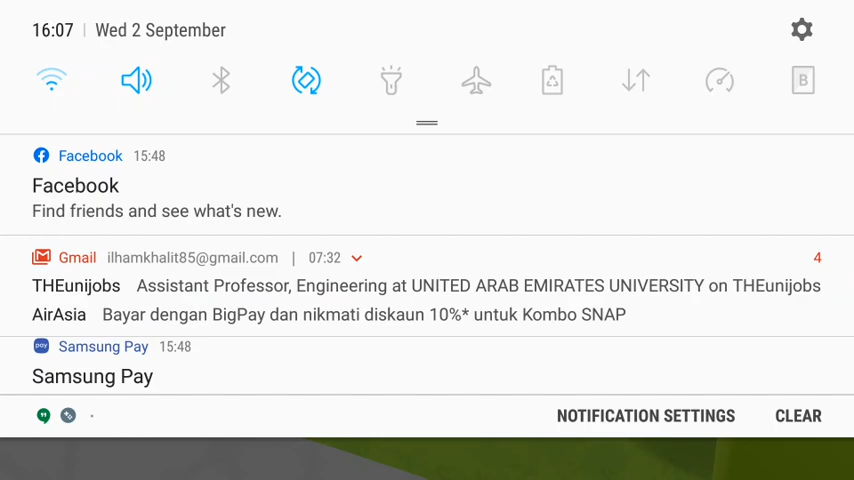 16:07 | Wed 2 September
B
Facebook 15:48
Facebook
Find friends and see what's new.
Gmail ilhamkhalit85@gmail.com | 07:32 4
THEunijobs Assistant Professor, Engineering at UNITED ARAB EMIRATES UNIVERSITY on THEunijobs
AirAsia Bayar dengan BigPay dan nikmati diskaun 10%* untuk Kombo SNAP
pay Samsung Pay 15:48
Samsung Pay
NOTIFICATION SETTINGS CLEAR